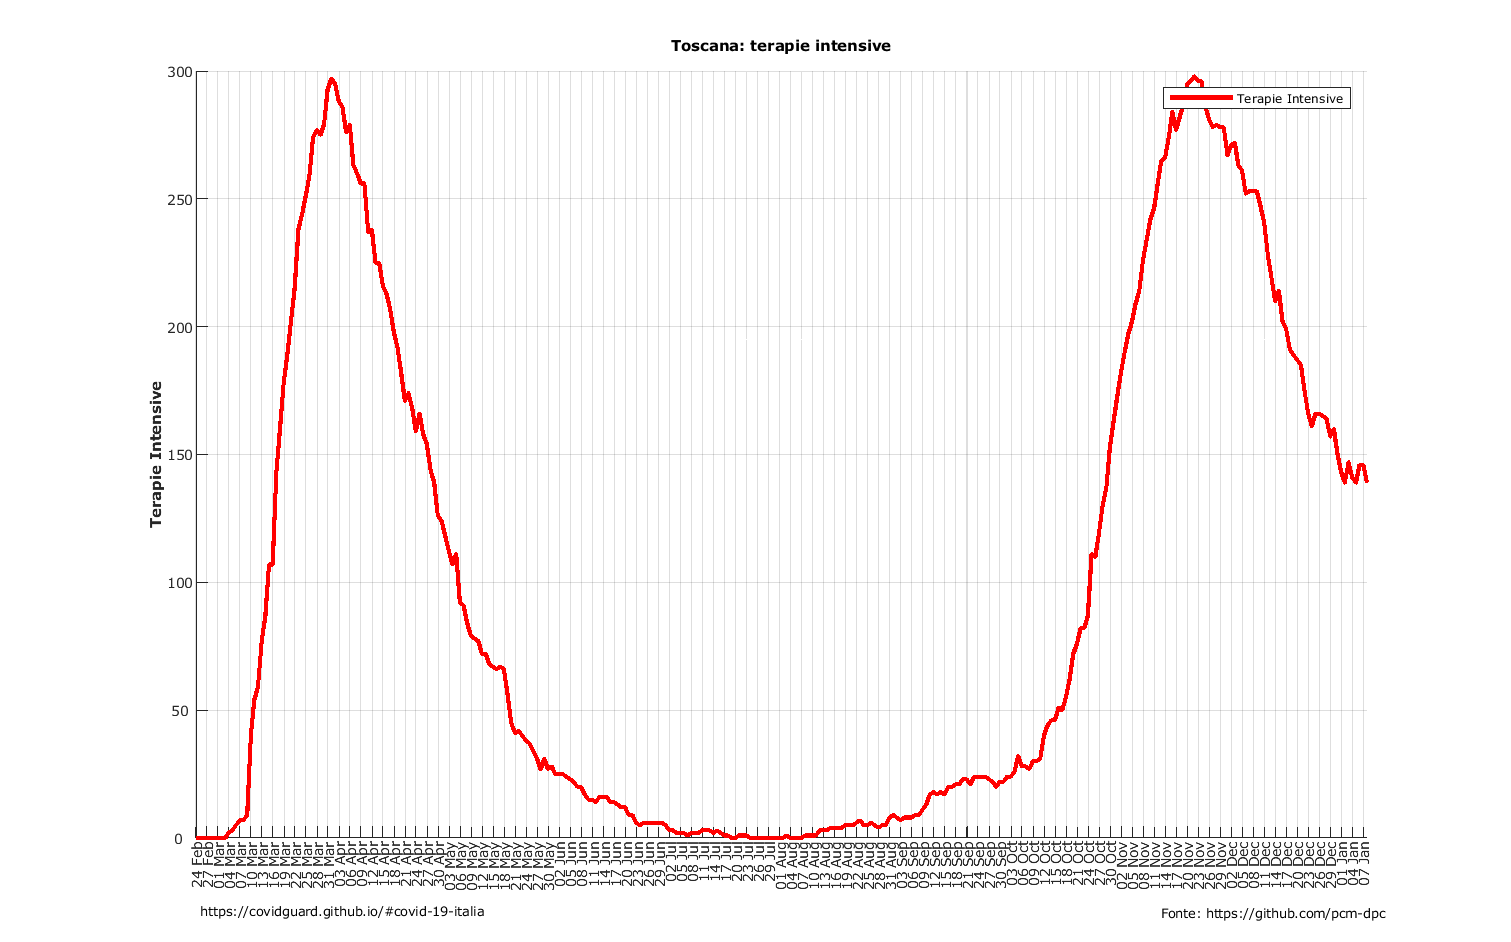 Toscana: terapie intensive
Terapie Intensive
300
250
200
150
100
50
0
Terapie Intensive
24 Feb
27 Feb
01 Mar
04 Mar
07 Mar
10 Mar
13 Mar
16 Mar
19 Mar
22 Mar
25 Mar
28 Mar
31 Mar
03 Apr
06 Apr
09 Apr
12 Apr
15 Apr
18 Apr
21 Apr
24 Apr
27 Apr
30 Apr
03 May
06 May
09 May
12 May
15 May
18 May
21 May
24 May
27 May
30 May
02 Jun
05 Jun
08 Jun
11 Jun
14 Jun
17 Jun
20 Jun
23 Jun
26 Jun
29 Jun
02 Jul
05 Jul
08 Jul
11 Jul
14 Jul
17 Jul
20 Jul
23 Jul
26 Jul
29 Jul
01 Aug
04 Aug
07 Aug
10 Aug
13 Aug
16 Aug
19 Aug
22 Aug
25 Aug
28 Aug
31 Aug
03 Sep
06 Sep
09 Sep
12 Sep
15 Sep
18 Sep
21 Sep
24 Sep
27 Sep
30 Sep
03 Oct
06 Oct
09 Oct
12 Oct
15 Oct
18 Oct
21 Oct
24 Oct
27 Oct
30 Oct
02 Nov
05 Nov
08 Nov
11 Nov
14 Nov
17 Nov
20 Nov
23 Nov
26 Nov
29 Nov
02 Dec
05 Dec
08 Dec
11 Dec
14 Dec
17 Dec
20 Dec
23 Dec
26 Dec
29 Dec
01 Jan
04 Jan
07 Jan
https://covidguard.github.io/#covid-19-italia
Fonte: https://github.com/pcm-dpc